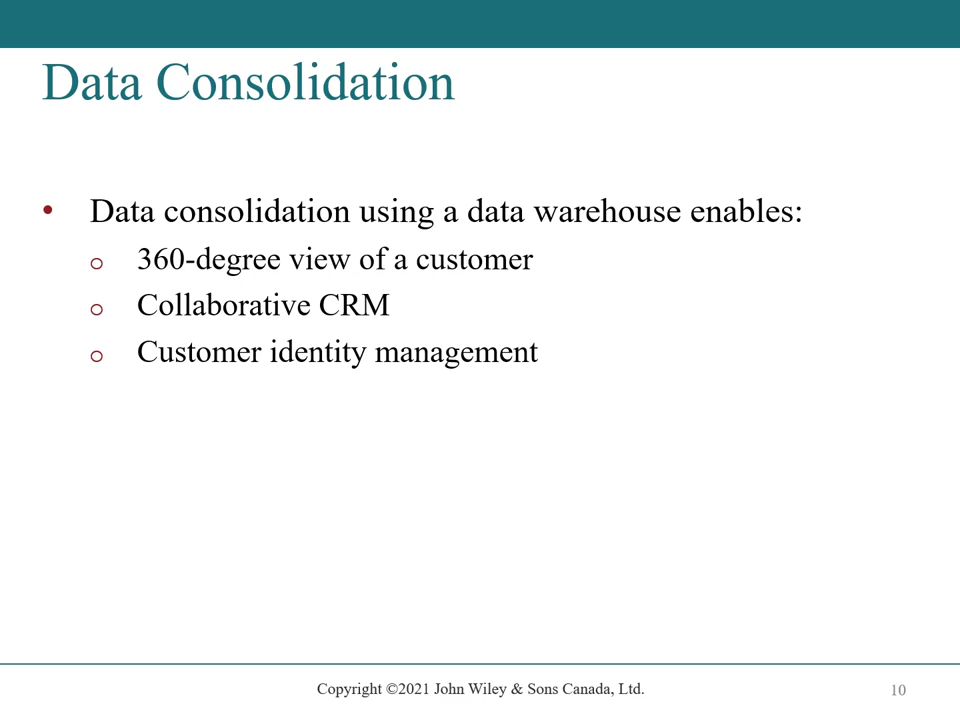 Data Consolidation
• Data consolidation using a data warehouse enables:
o 360-degree view of a customer
o Collaborative CRM
o Customer identity management
Copyright ©2021 John Wiley & Sons Canada, Ltd.
10